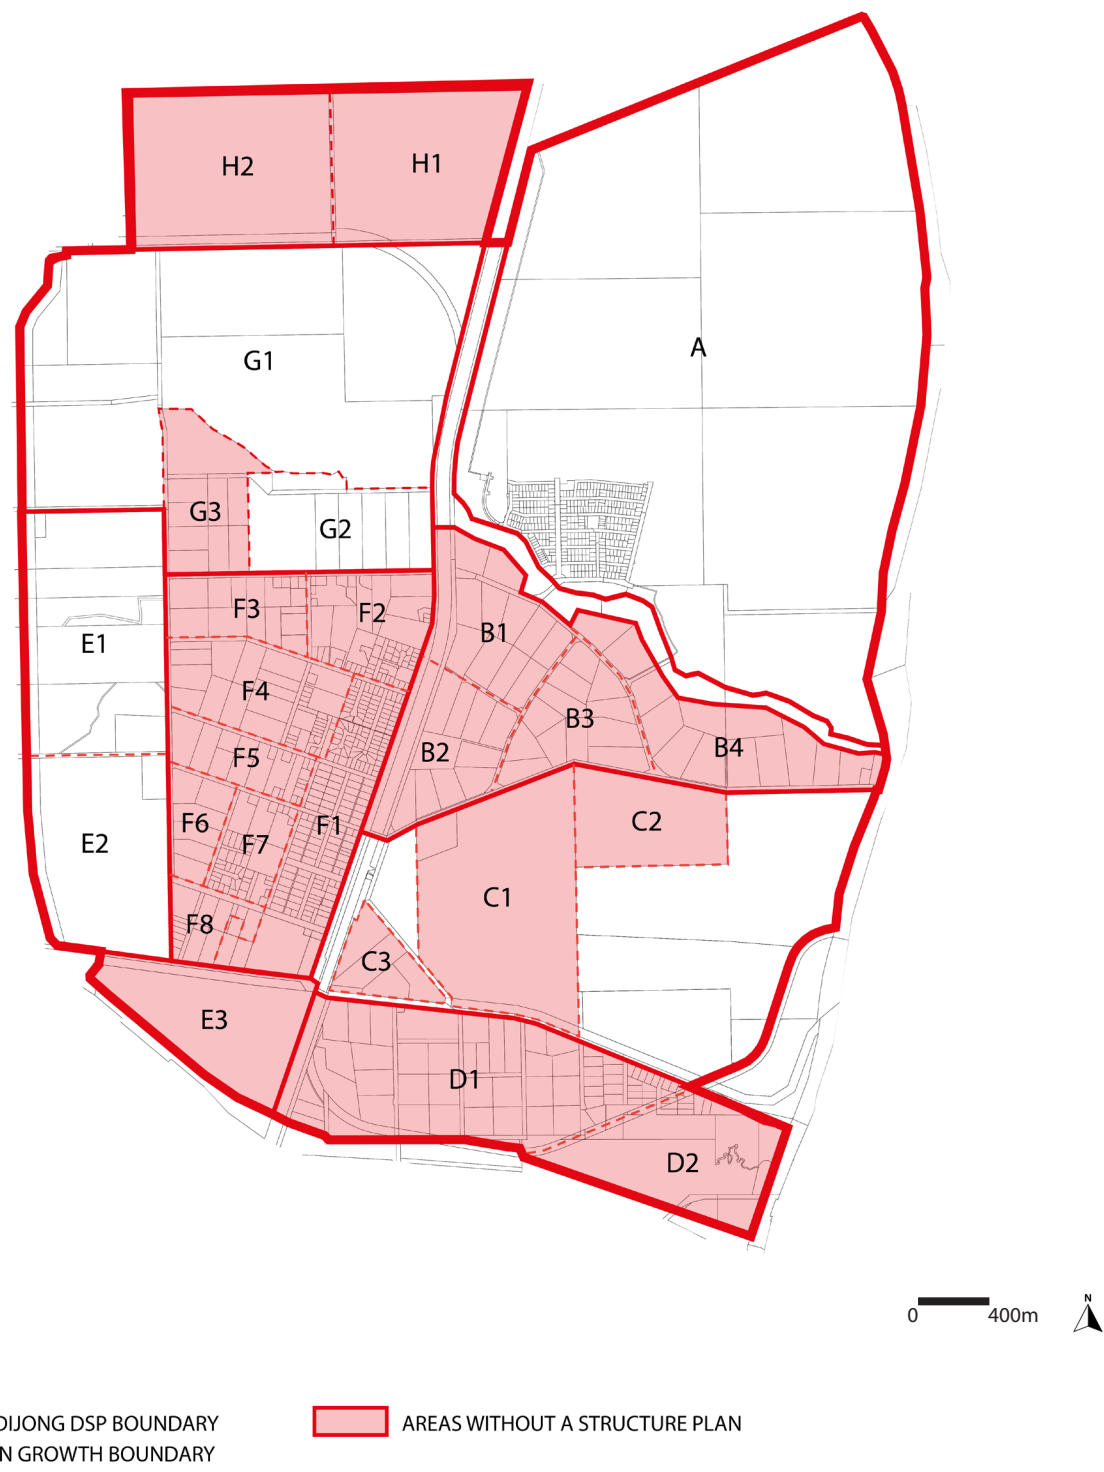 H2
H1
A
G1
G3
G2
F3
F2
B1
E1
F4
B3
B4
B2
F5
C2
F6
F1
F7
E2
C1
F8
C3
E3
D1
D2
N
0
400m
DIJONG DSP BOUNDARY
AREAS WITHOUT A STRUCTURE PLAN
N GROWTH BOUNDARY